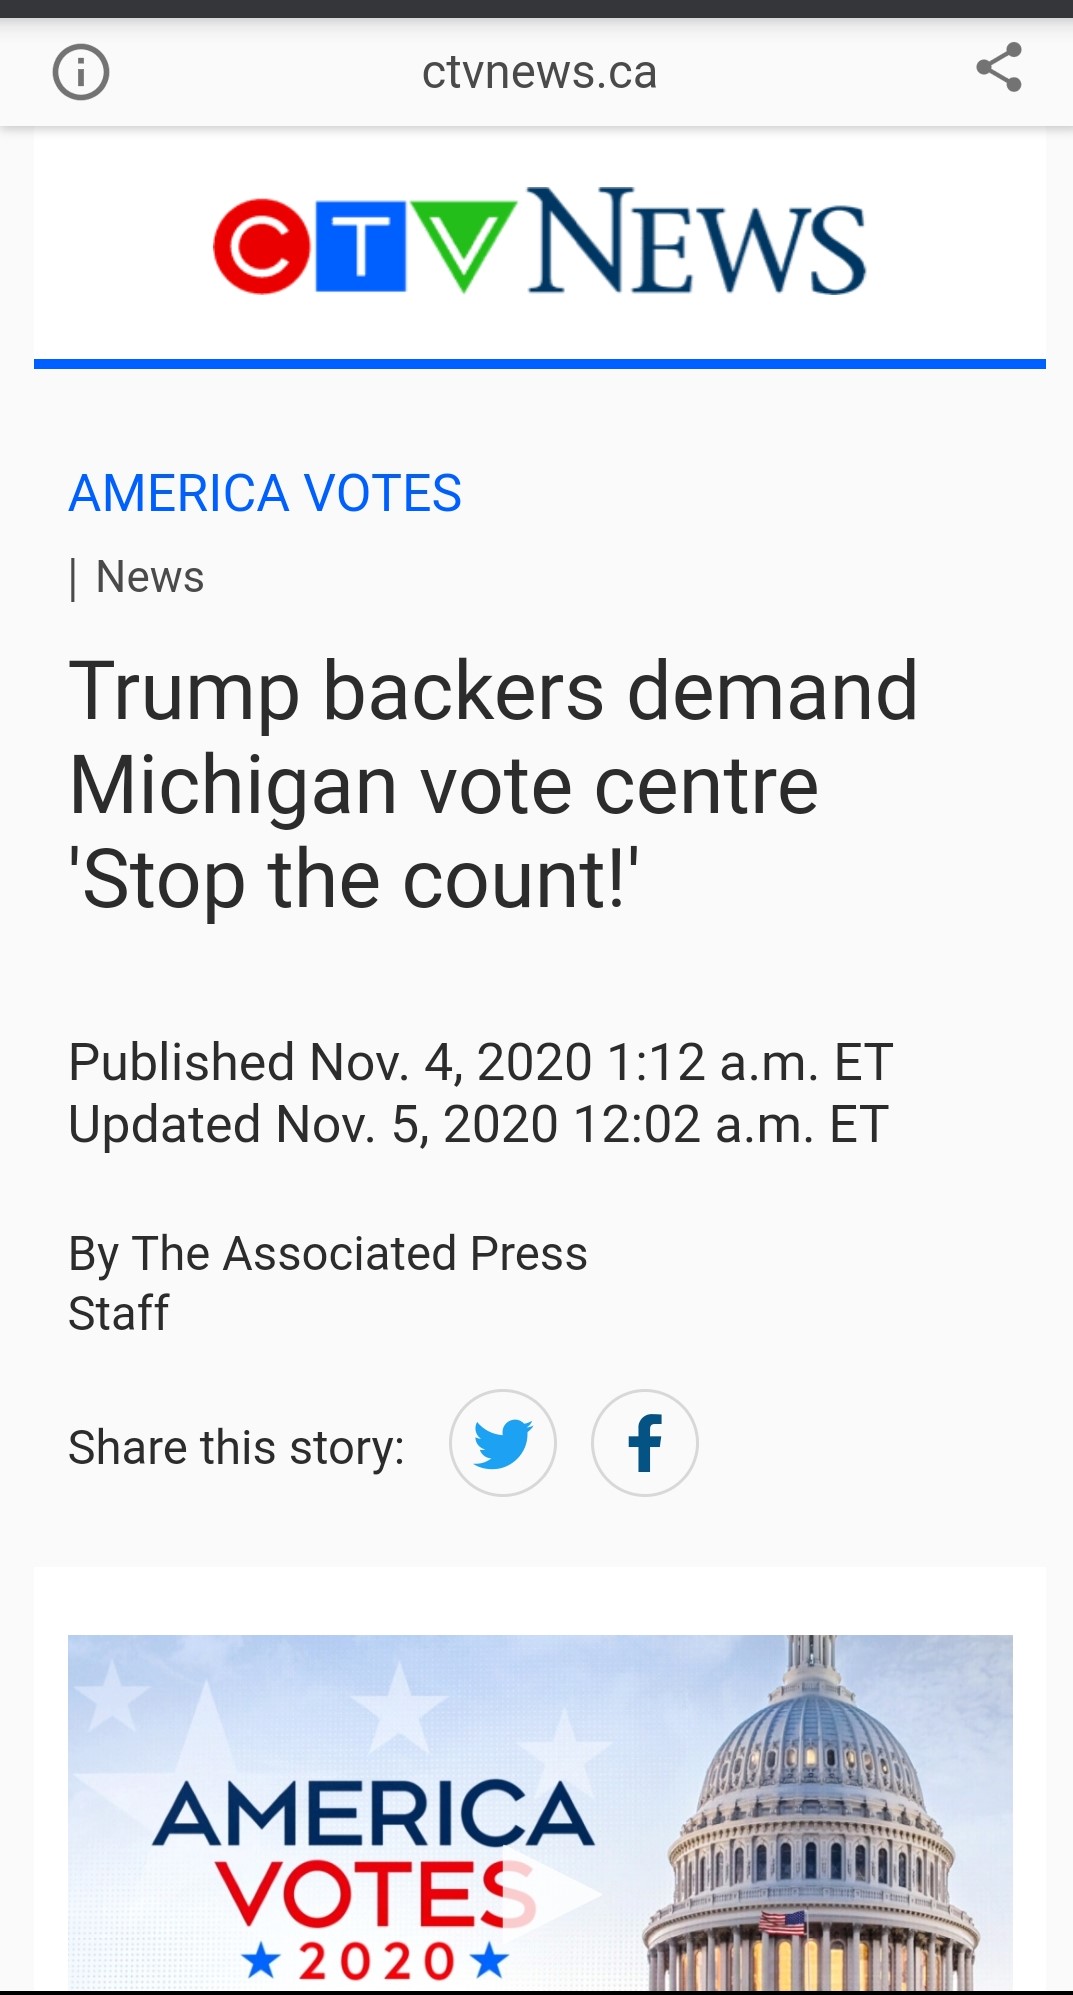 ctvnews.ca
CTV NEWS
AMERICA VOTES
| News
Trump backers demand
Michigan vote centre
'Stop the count!'
Published Nov. 4, 2020 1:12 a.m. ET
Updated Nov. 5, 2020 12:02 a.m. ET
By The Associated Press
Staff
Share this story:
AMERICA
VOTES
★ 2020 ★